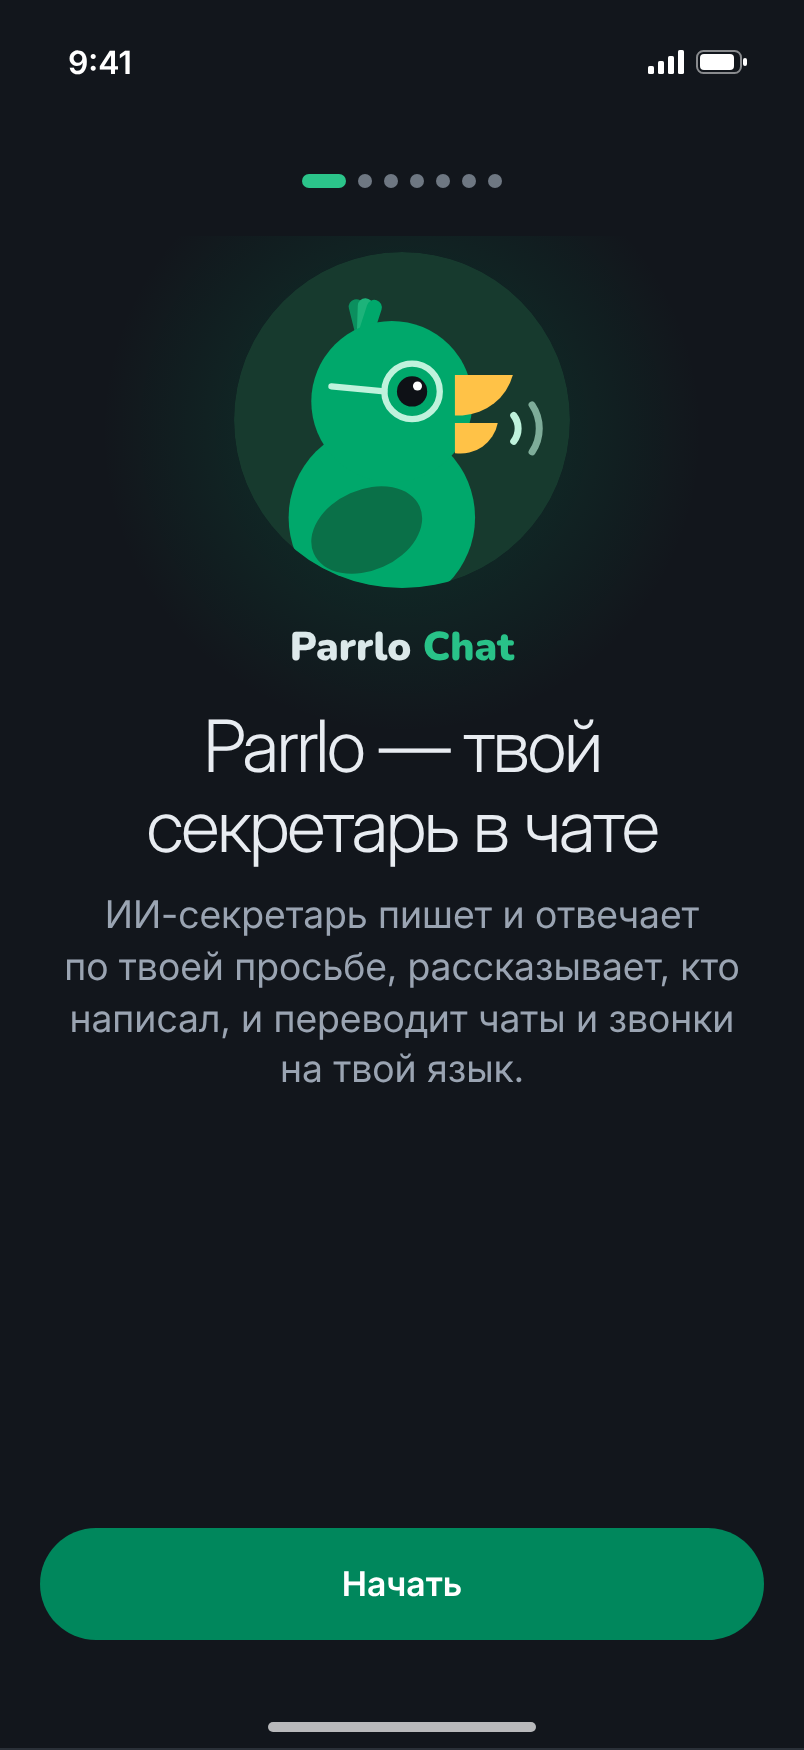 9:41
Parrlo Chat
Parrlo — твой
секретарь в чате
ИИ-секретарь пишет и отвечает
по твоей просьбе, рассказывает, кто
написал, и переводит чаты и звонки
на твой язык.
Начать